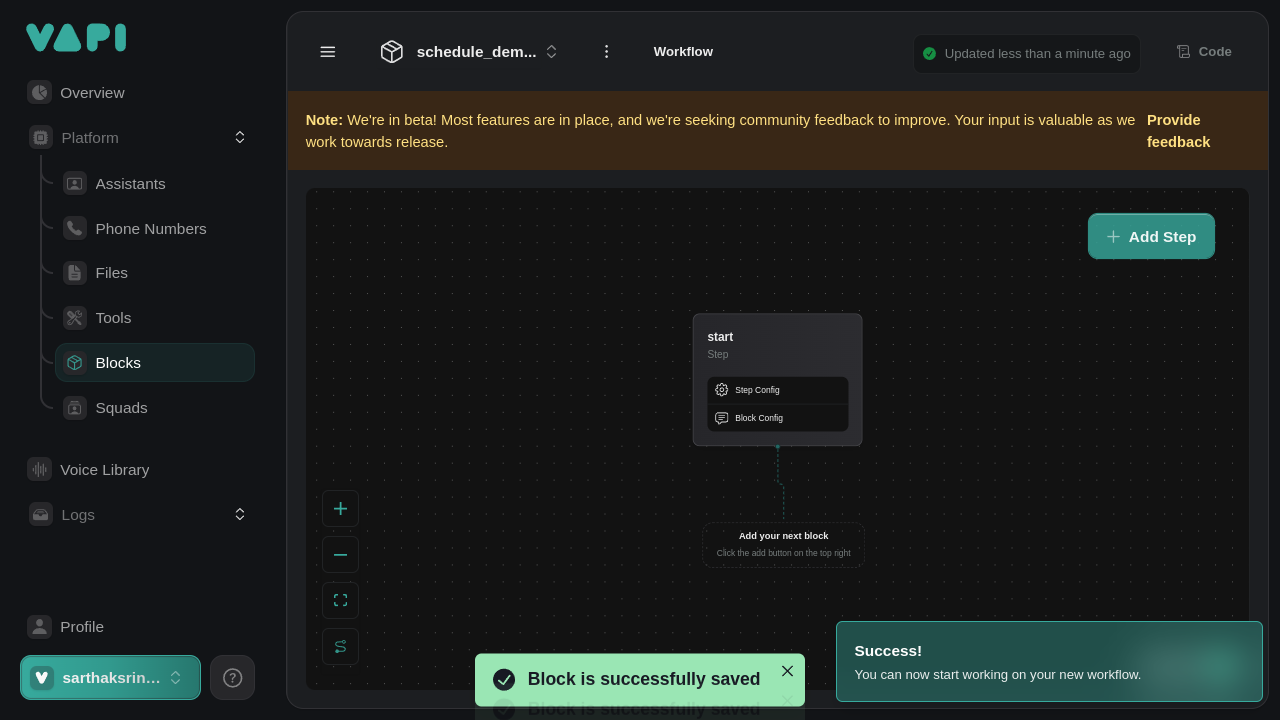 VAPI
Overview
Platform
Assistants
Phone Numbers
Files
Tools
Blocks
Squads
Voice Library
Logs
Profile
sarthaksrin...
schedule_dem...
Workflow
Updated less than a minute ago
Code
Note: We're in beta! Most features are in place, and we're seeking community feedback to improve. Your input is valuable as we
work towards release.
Provide
feedback
Add Step
start
Step
Step Config
Block Config
Add your next block
Click the add button on the top right
Success!
You can now start working on your new workflow.
Block is successfully saved
Block is successfully saved